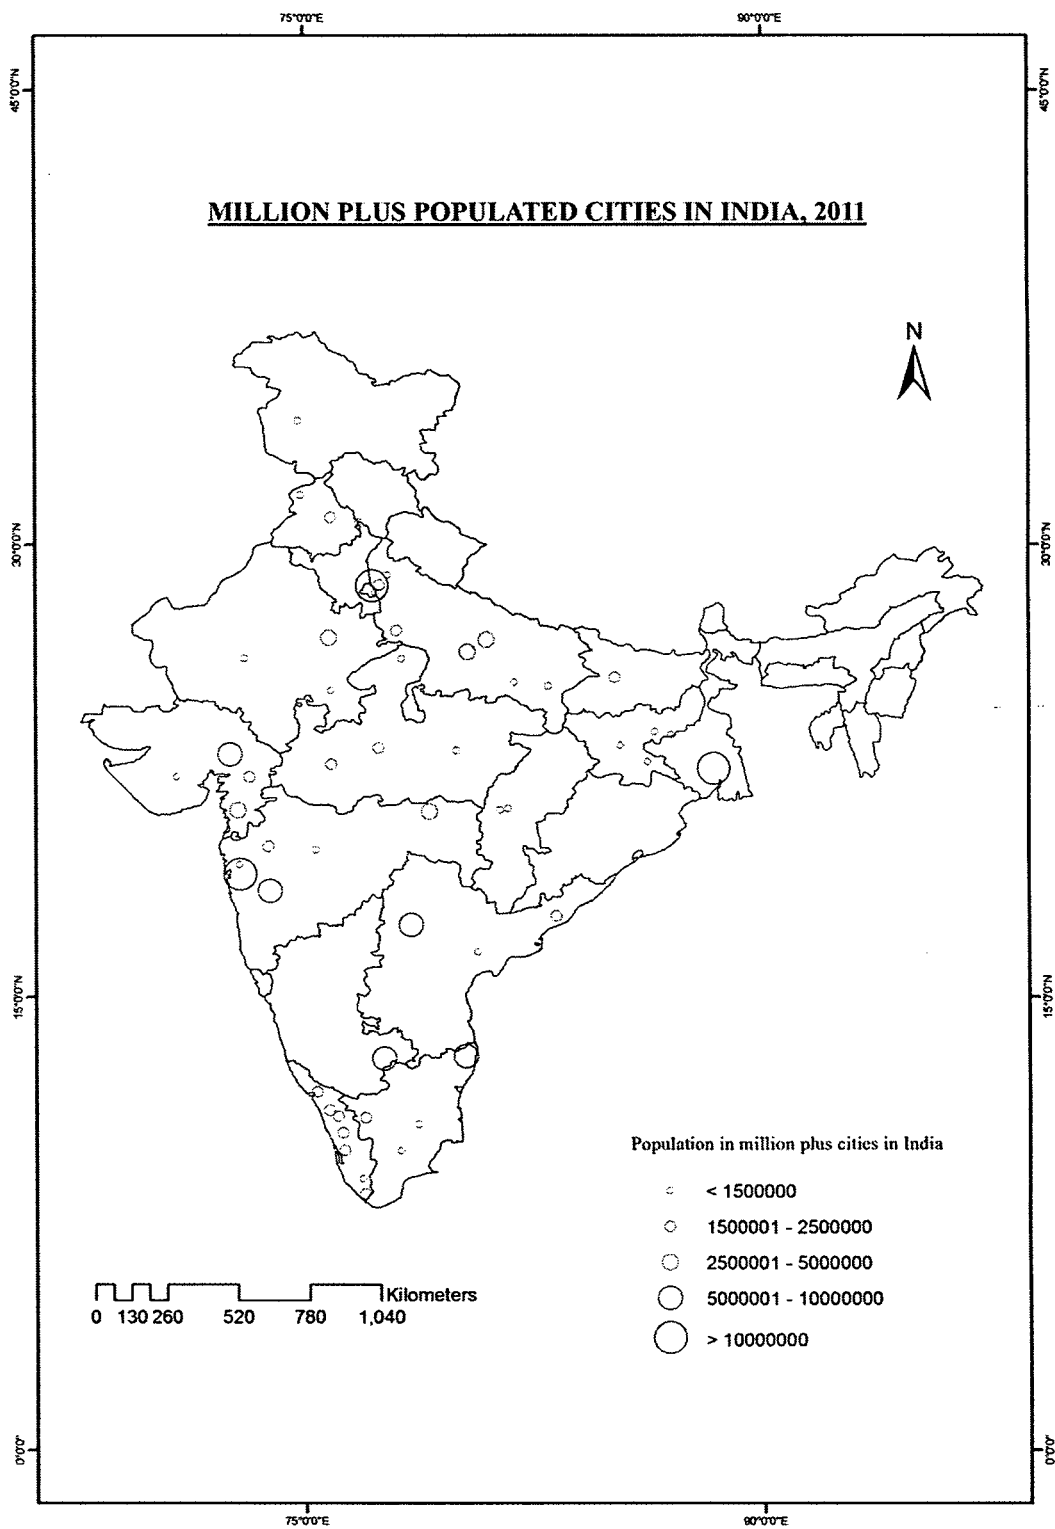 75°0'0"E 90°0'0"E
45°0'0"N 45°0'0"N
MILLION PLUS POPULATED CITIES IN INDIA, 2011
N
30°0'0"N 30°0'0"N
15°0'0"N 15°0'0"N
Population in million plus cities in India
< 1500000
1500001 - 2500000
2500001 - 5000000
5000001 - 10000000
> 10000000
Kilometers
0 130 260 520 780 1,040
0°0'0" 0°0'0"
75°0'0"E 90°0'0"E